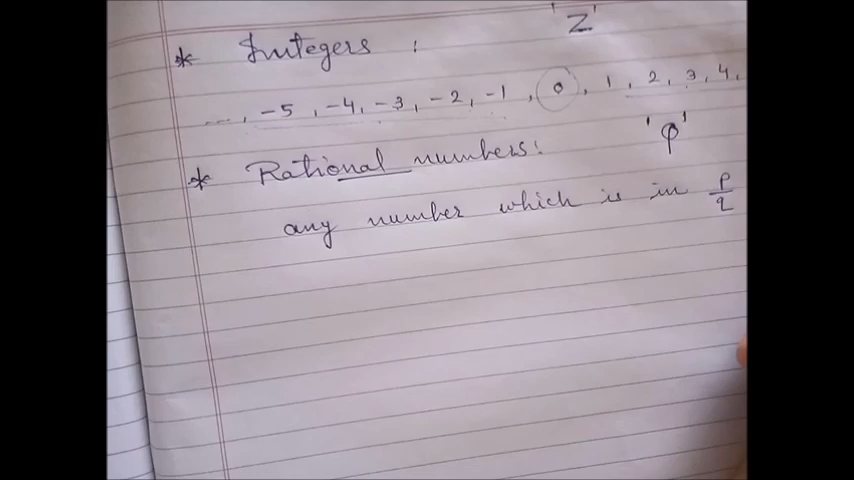 'Z'
* Integers :
..., -5, -4, -3, -2, -1, 0, 1, 2, 3, 4,
* Rational numbers: 'φ'
any number which is in p/q